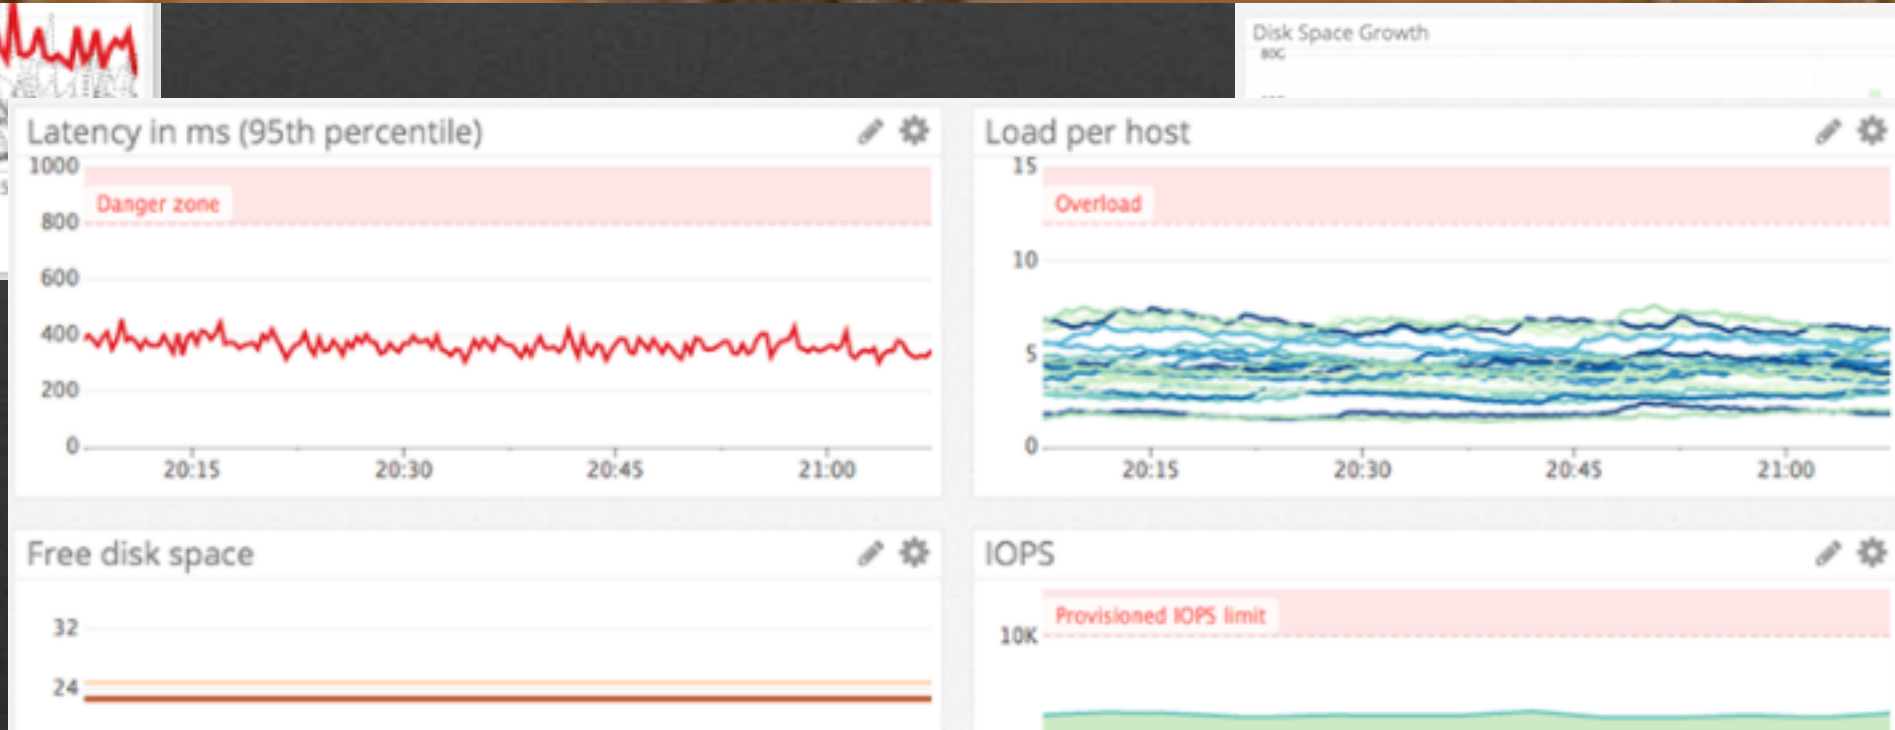 Disk Space Growth
80G
Latency in ms (95th percentile)
1000
Danger zone
800
600
400
200
0
20:15
20:30
20:45
21:00
Load per host
15
Overload
10
5
0
20:15
20:30
20:45
21:00
Free disk space
32
24
IOPS
Provisioned IOPS limit
10K